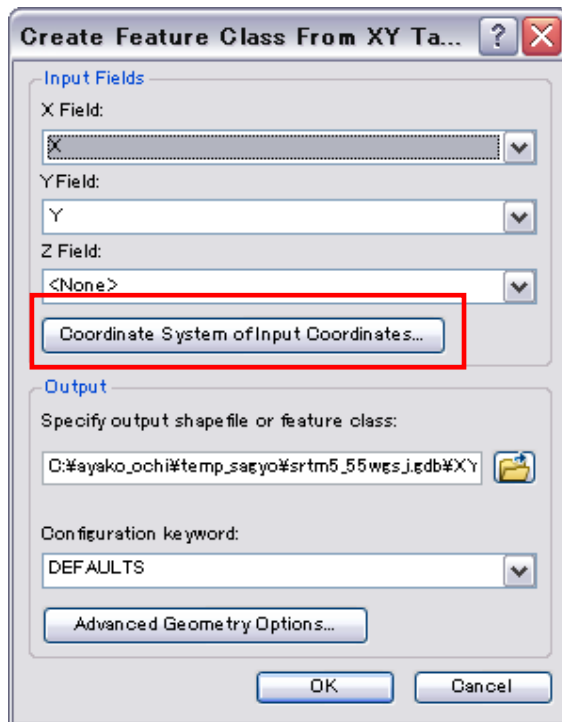 Create Feature Class From XY Ta...
Input Fields
X Field:
X
Y Field:
Y
Z Field:
<None>
Coordinate System of Input Coordinates...
Output
Specify output shapefile or feature class:
C:¥ayako_ochi¥temp_sagyo¥srtm5_55wgs_j.gdb¥XY
Configuration keyword:
DEFAULTS
Advanced Geometry Options...
OK
Cancel